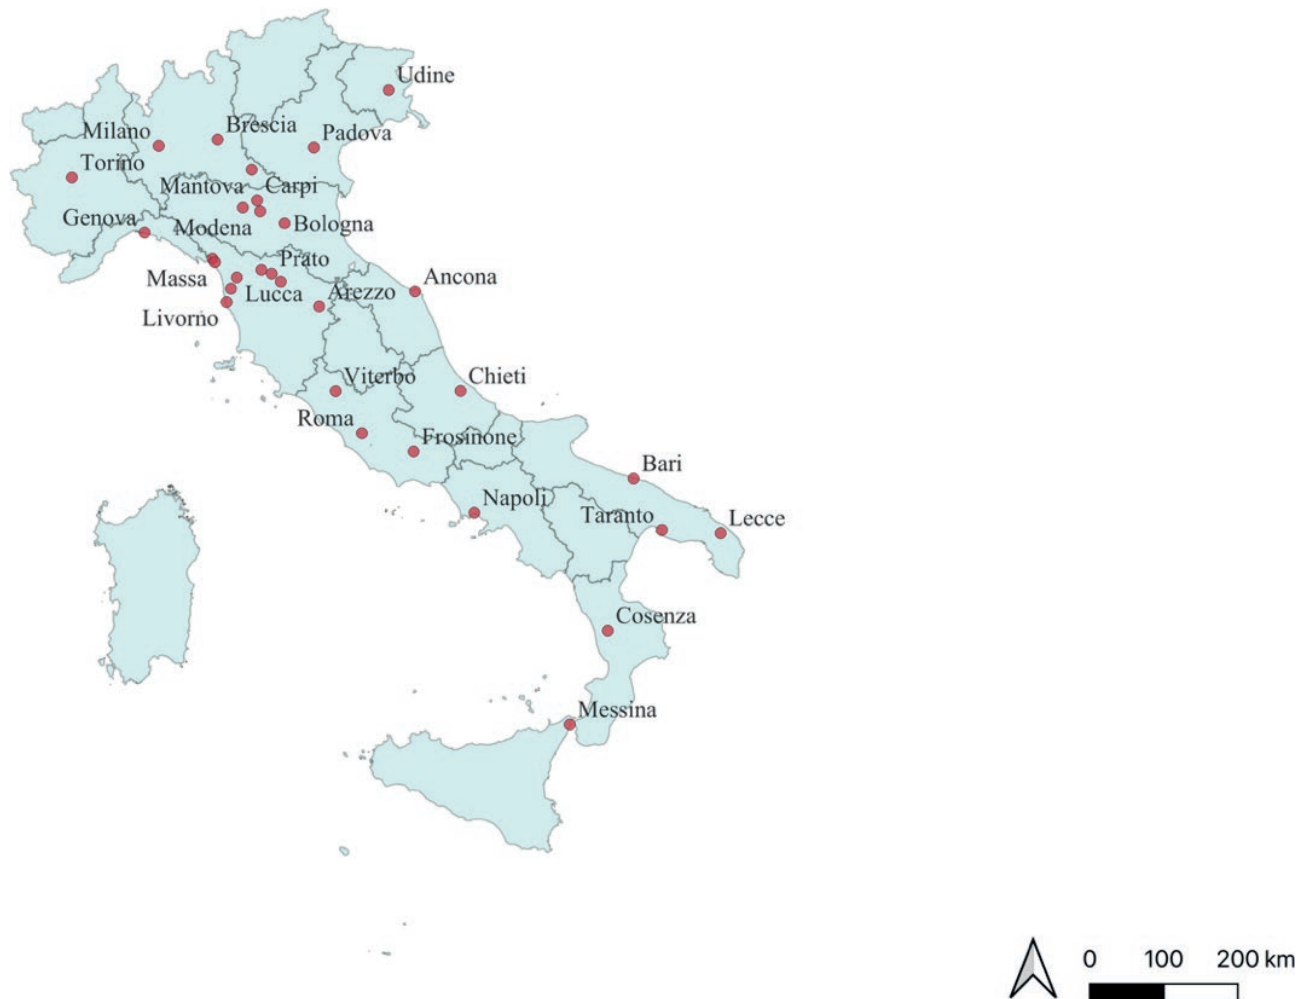 Udine
Milano
Brescia
Padova
Torino
Mantova
Carpi
Genova
Modena
Bologna
Prato
Massa
Lucca
Arezzo
Ancona
Livorno
Viterbo
Chieti
Roma
Frosinone
Bari
Napoli
Taranto
Lecce
Cosenza
Messina
0 100 200 km